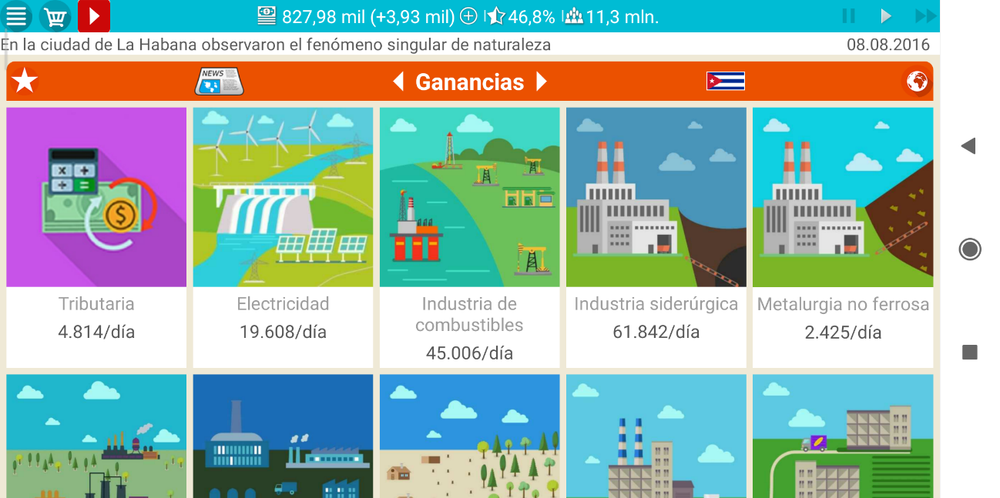 827,98 mil (+3,93 mil) 46,8% 11,3 mln.
En la ciudad de La Habana observaron el fenómeno singular de naturaleza 08.08.2016
NEWS Ganancias
Tributaria
4.814/día
Electricidad
19.608/día
Industria de
combustibles
45.006/día
Industria siderúrgica
61.842/día
Metalurgia no ferrosa
2.425/día